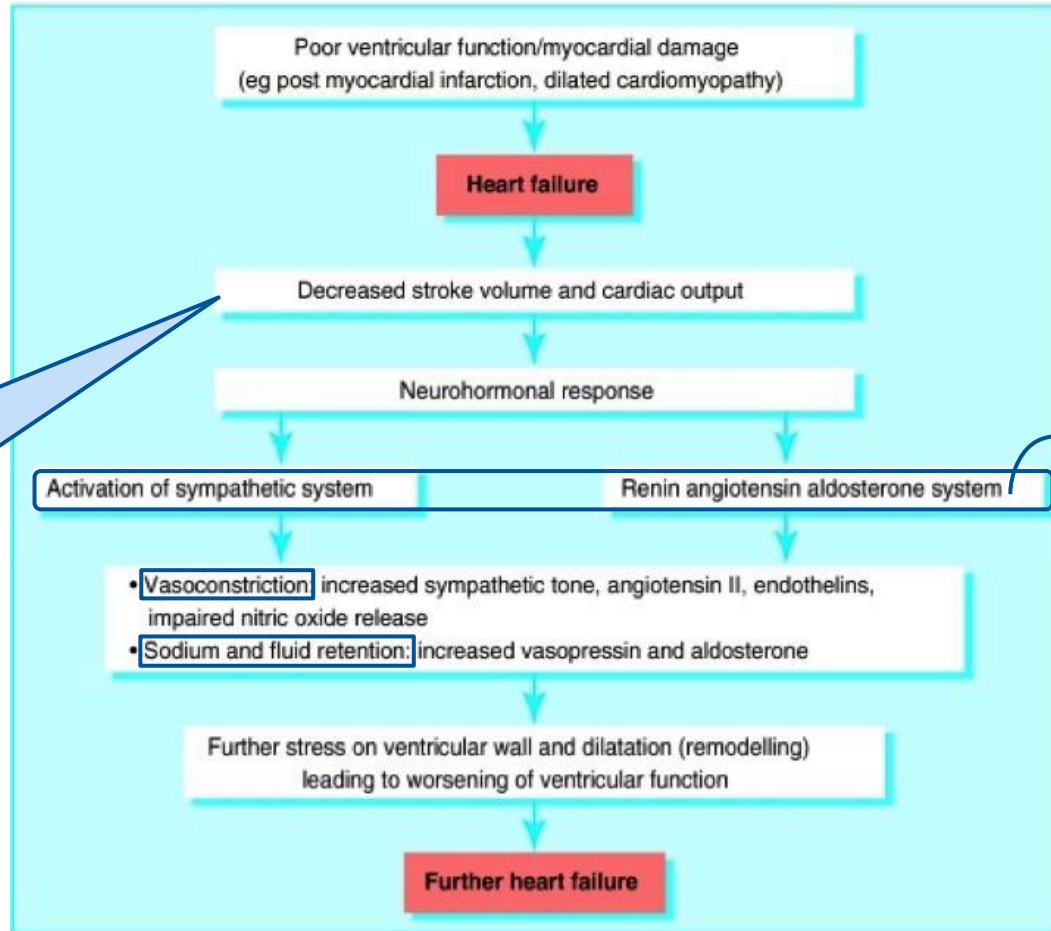 Poor ventricular function/myocardial damage
(eg post myocardial infarction, dilated cardiomyopathy)
Heart failure
Decreased stroke volume and cardiac output
Neurohormonal response
Activation of sympathetic system
Renin angiotensin aldosterone system
• Vasoconstriction: increased sympathetic tone, angiotensin II, endothelins,
impaired nitric oxide release
• Sodium and fluid retention: increased vasopressin and aldosterone
Further stress on ventricular wall and dilatation (remodelling)
leading to worsening of ventricular function
Further heart failure